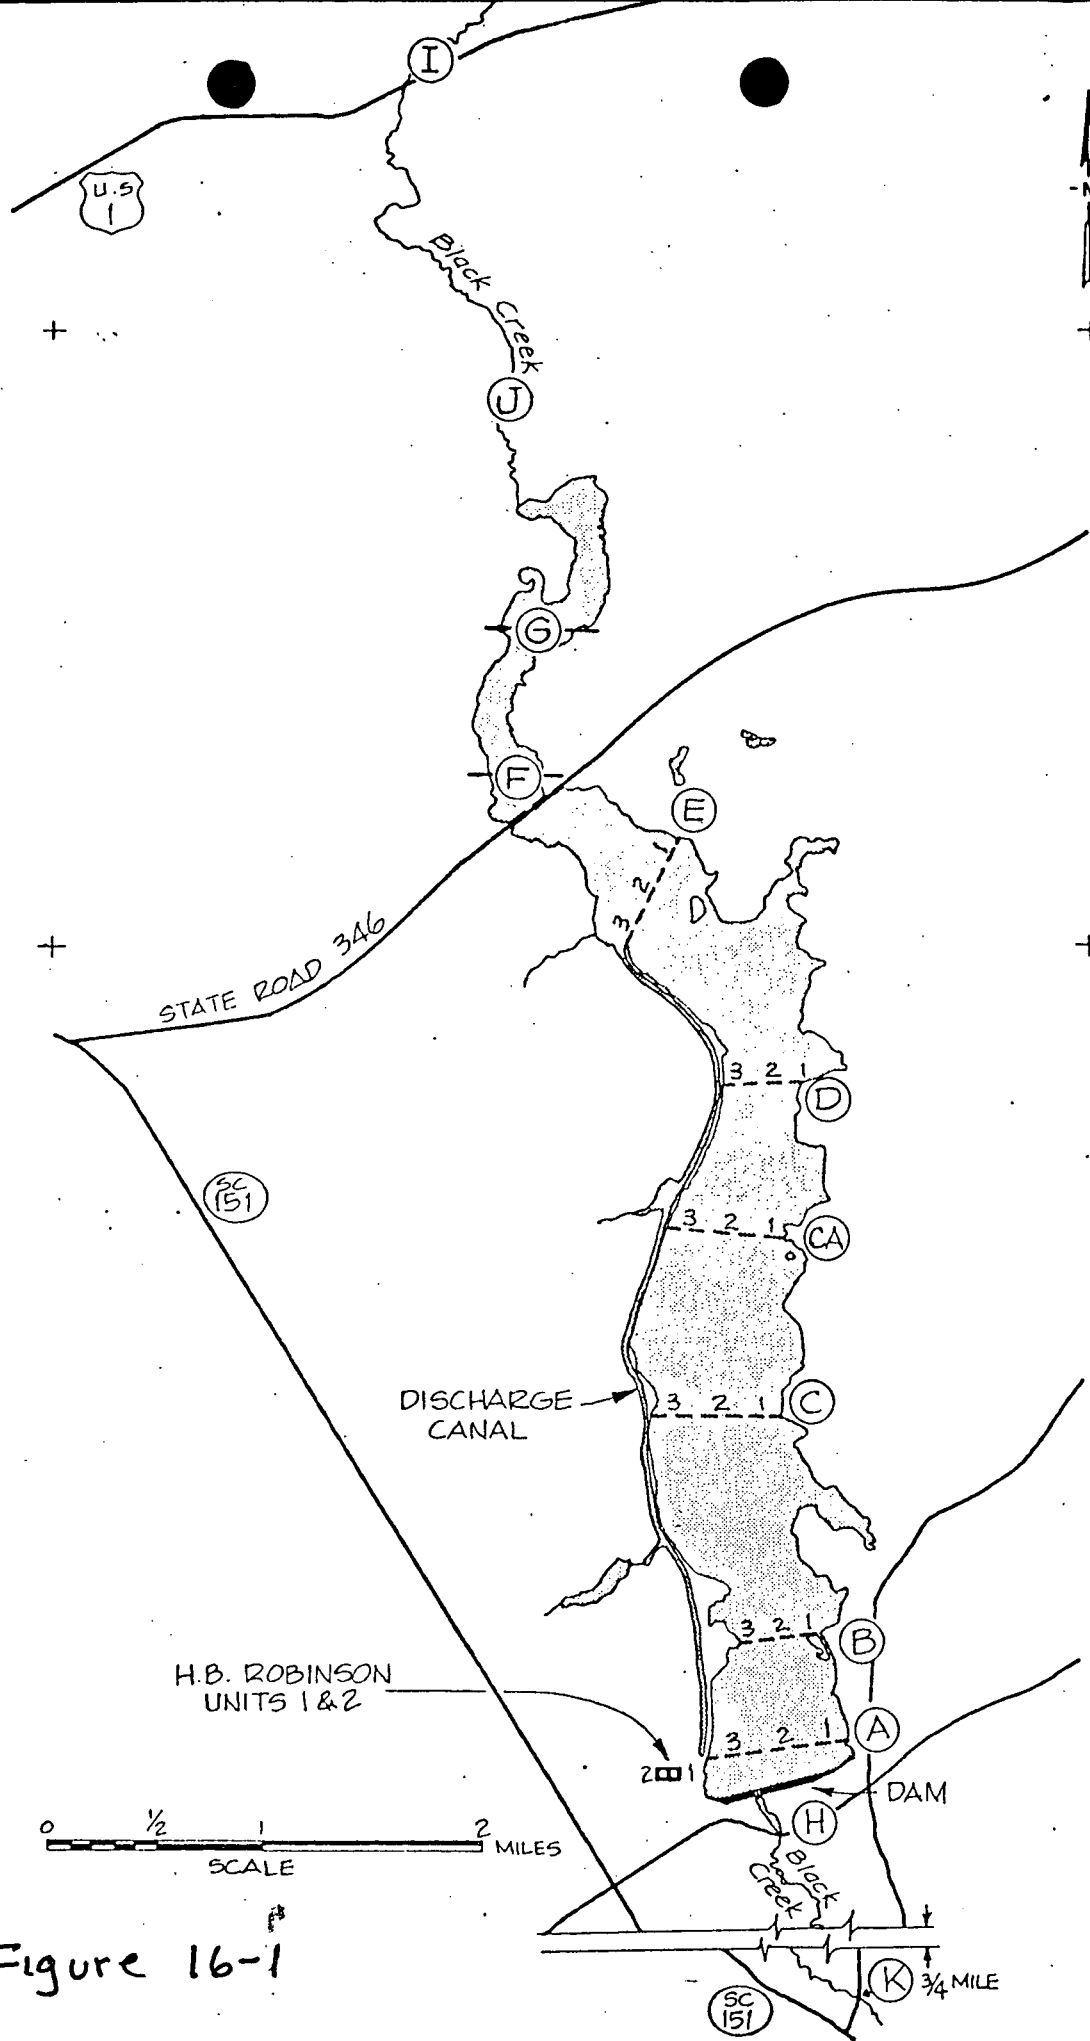 I
U.S
1
N
Black Creek
J
G
F
E
1
2
3
D
STATE ROAD 346
3 2 1
D
SC
151
3 2 1
CA
DISCHARGE
CANAL
3 2 1
C
3 2 1
B
H.B. ROBINSON
UNITS 1 & 2
3 2 1
A
2 1
DAM
H
0 1/2 1 2 MILES
SCALE
Black
Creek
Figure 16-1
K
3/4 MILE
SC
151